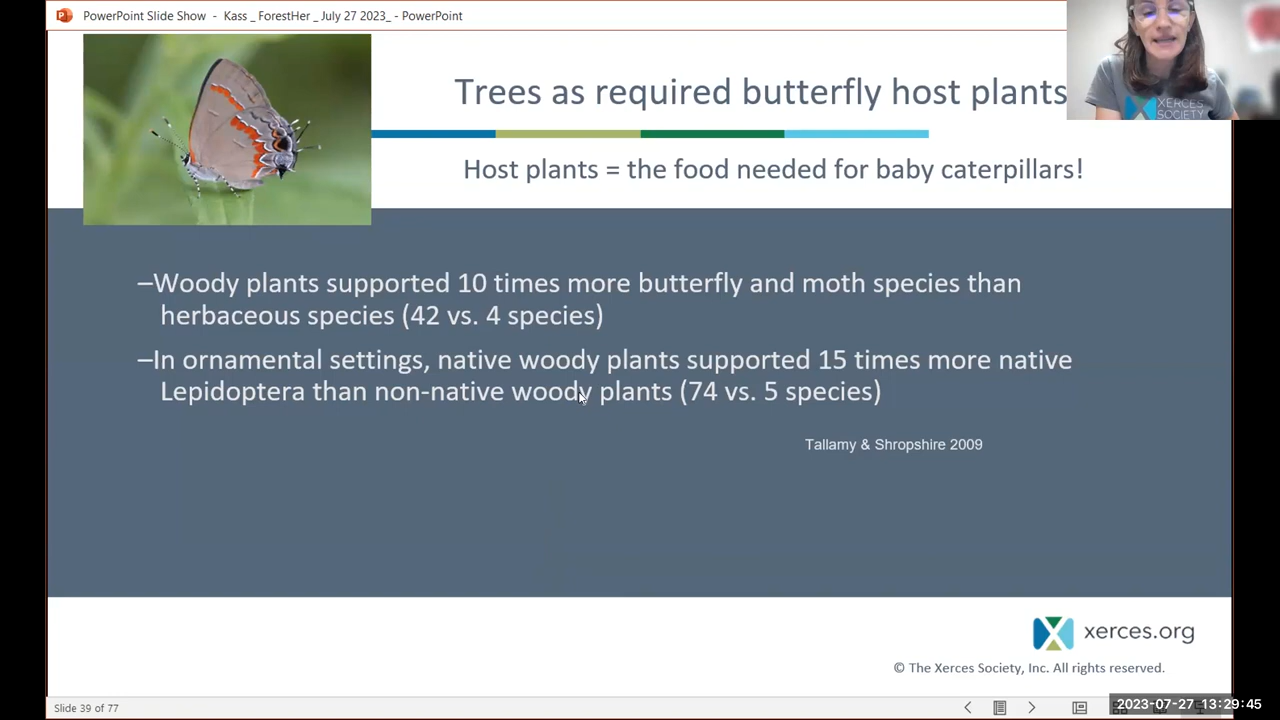 PowerPoint Slide Show - Kass _ ForestHer _ July 27 2023_ - PowerPoint
Trees as required butterfly host plants
XERCES
SOCIETY
Host plants = the food needed for baby caterpillars!
–Woody plants supported 10 times more butterfly and moth species than
herbaceous species (42 vs. 4 species)
–In ornamental settings, native woody plants supported 15 times more native
Lepidoptera than non-native woody plants (74 vs. 5 species)
Tallamy & Shropshire 2009
xerces.org
© The Xerces Society, Inc. All rights reserved.
Slide 39 of 77
2023-07-27 13:29:45